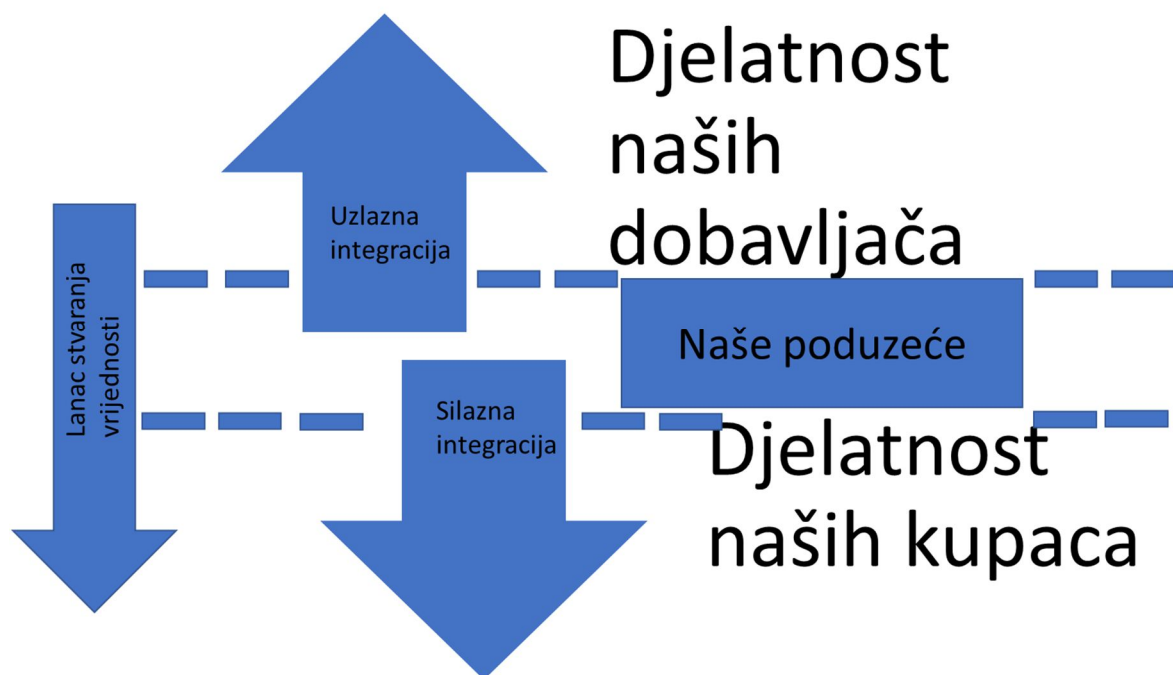 Djelatnost
naših
dobavljača
Uzlazna
integracija
Lanac stvaranja
vrijednosti
Naše poduzeće
Silazna
integracija
Djelatnost
naših kupaca